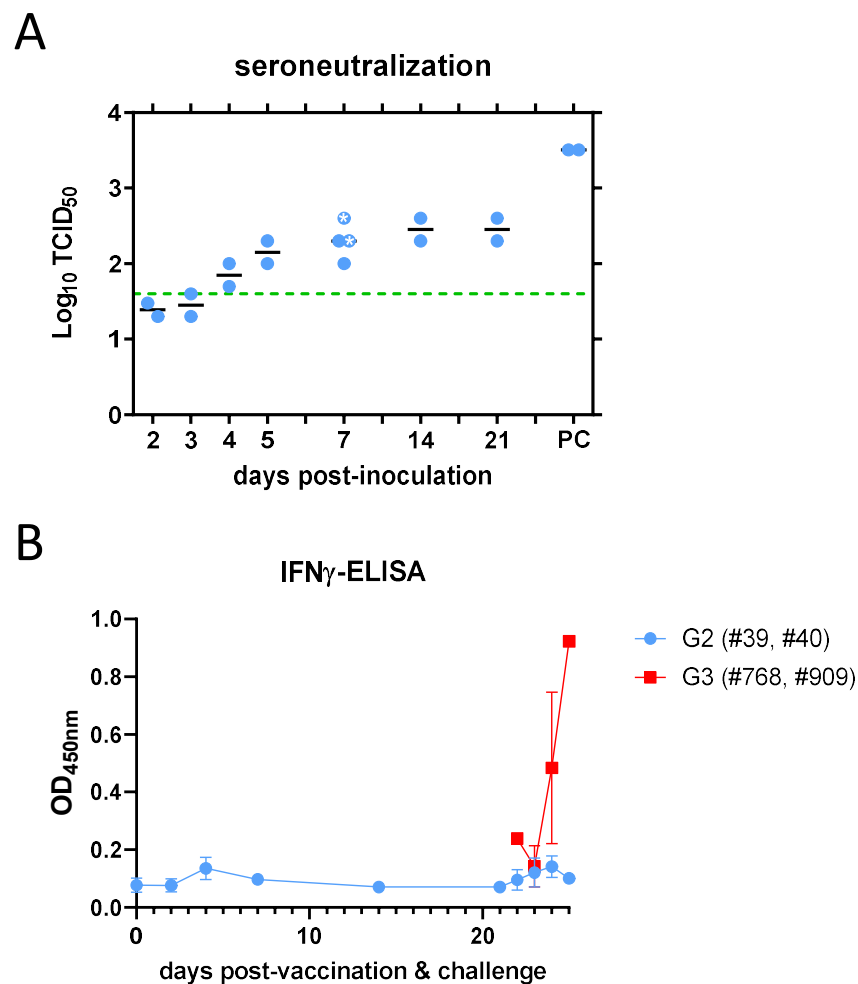 A
seroneutralization
Log10 TCID50
4
3
2
1
0
* *
2 3 4 5 7 14 21 PC
days post-inoculation
B
IFNγ-ELISA
OD450nm
1.0
0.8
0.6
0.4
0.2
0.0
0 10 20
days post-vaccination & challenge
G2 (#39, #40)
G3 (#768, #909)